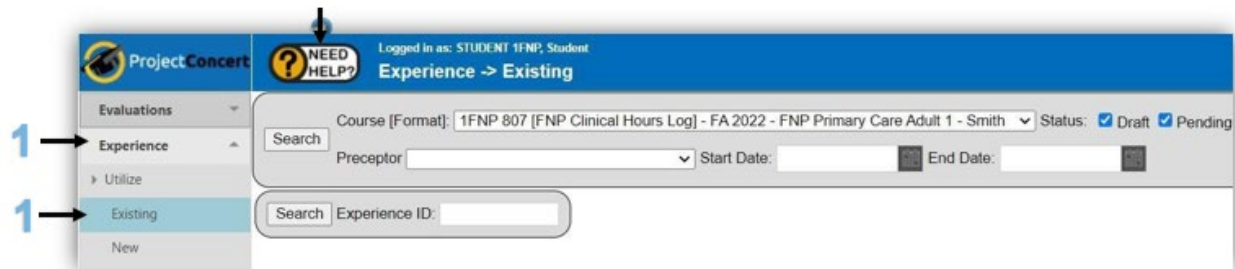 ProjectConcert
NEED
HELP?
Logged in as: STUDENT 1FNP, Student
Experience -> Existing
Evaluations
1
Experience
Utilize
1
Existing
New
Search
Course [Format]: 1FNP 807 [FNP Clinical Hours Log] - FA 2022 - FNP Primary Care Adult 1 - Smith Status: Draft Pending
Preceptor Start Date: End Date:
Search Experience ID: